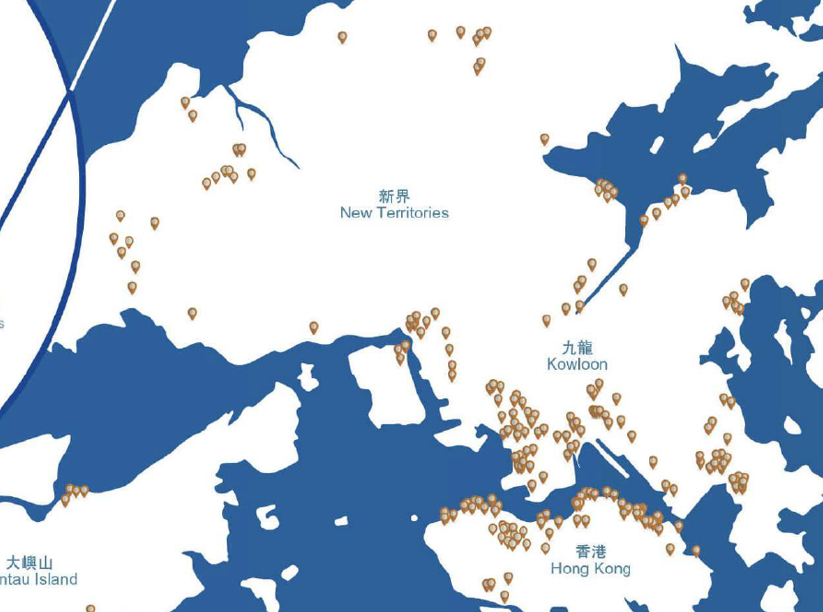 新界
New Territories
s
九龍
Kowloon
大嶼山
ntau Island
香港
Hong Kong